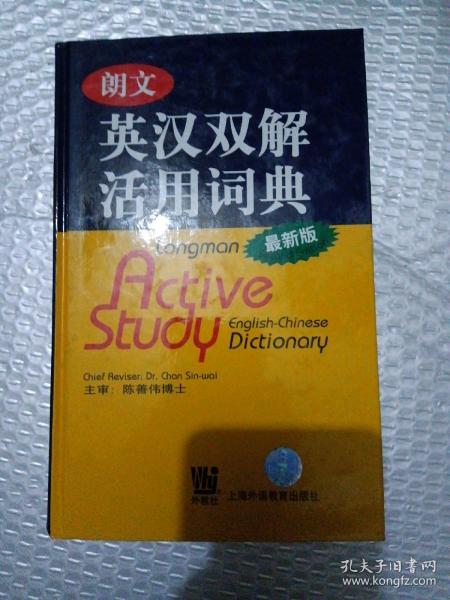 朗文
英汉双解
活用词典
最新版
Longman
Active
Study
English-Chinese
Dictionary
Chief Reviser: Dr. Chan Sin-wai
主审：陈善伟博士
外教社
上海外语教育出版社
孔夫子旧书网
www.kongfz.com